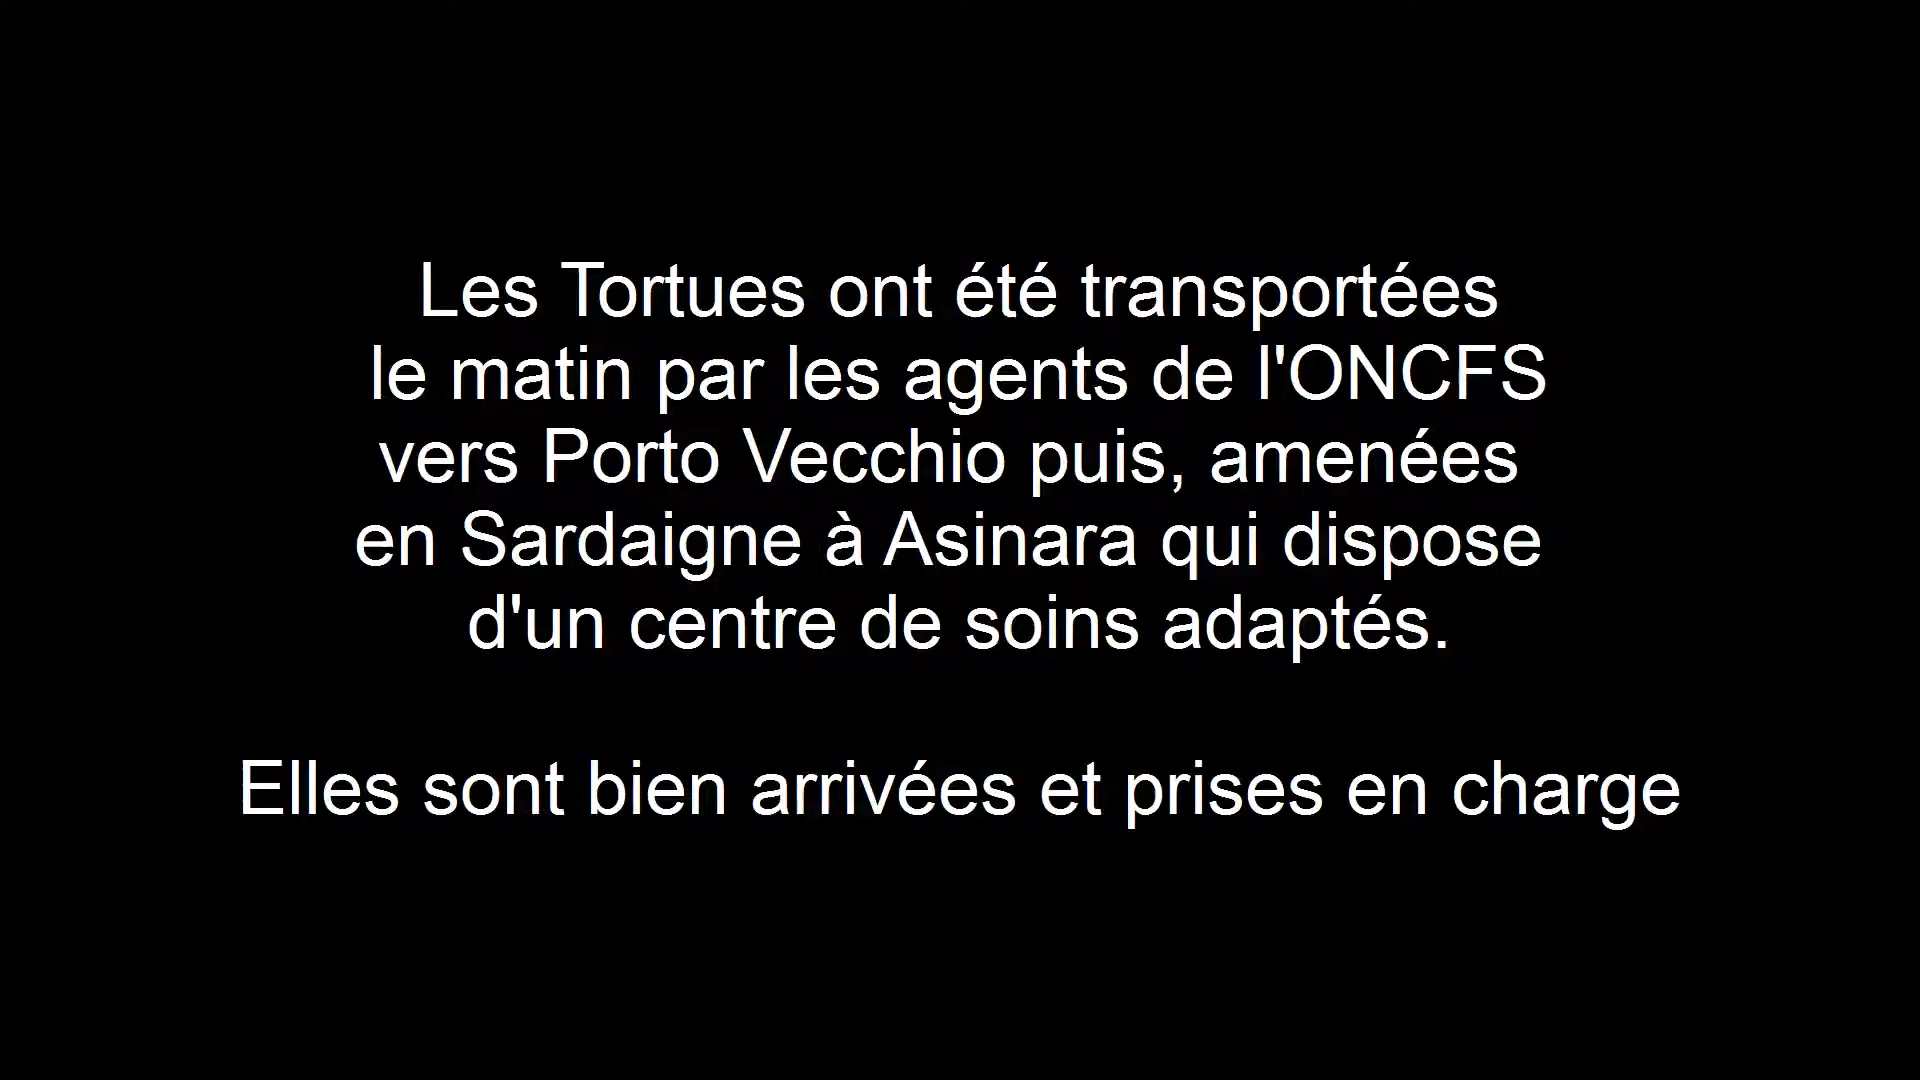 Les Tortues ont été transportées
le matin par les agents de l'ONCFS
vers Porto Vecchio puis, amenées
en Sardaigne à Asinara qui dispose
d'un centre de soins adaptés.
Elles sont bien arrivées et prises en charge